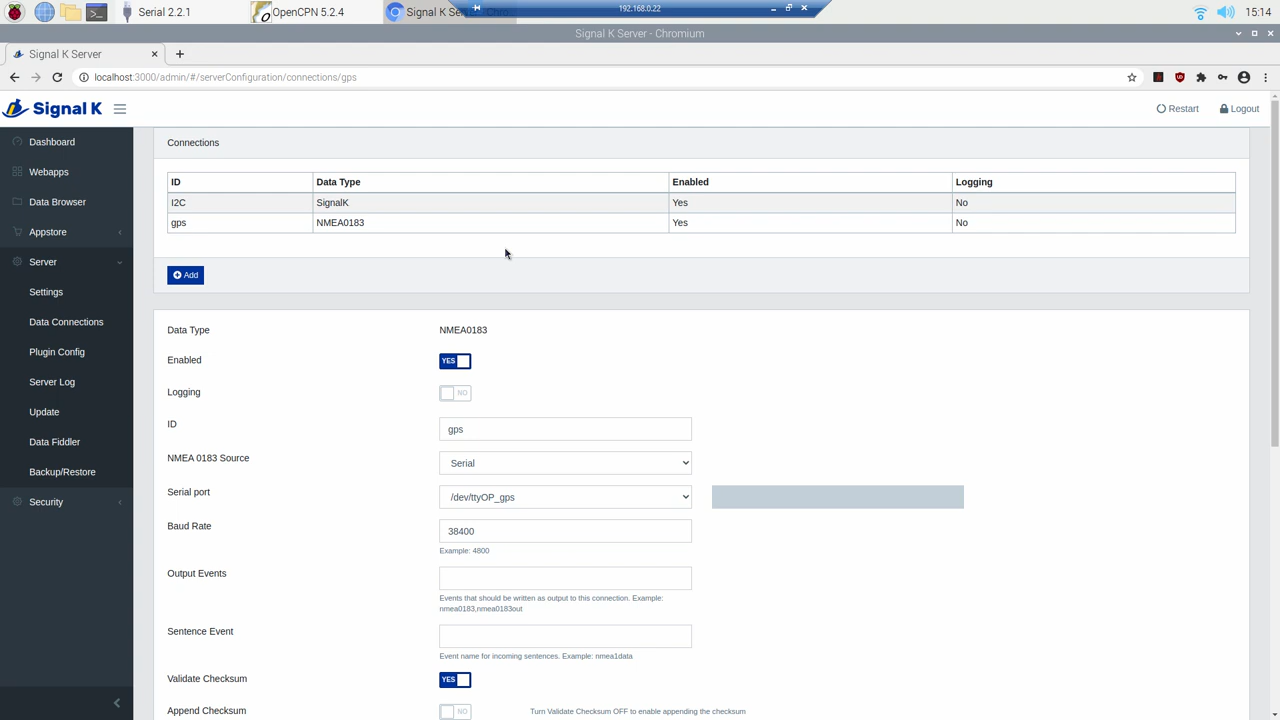 Serial 2.2.1
OpenCPN 5.2.4
Signal K Se
192.168.0.22
15:14
Signal K Server - Chromium
Signal K Server
localhost:3000/admin/#/serverConfiguration/connections/gps
Signal K
Restart
Logout
Dashboard
Webapps
Data Browser
Appstore
Server
Settings
Data Connections
Plugin Config
Server Log
Update
Data Fiddler
Backup/Restore
Security
Connections
ID Data Type Enabled Logging
I2C SignalK Yes No
gps NMEA0183 Yes No
Add
Data Type NMEA0183
Enabled YES
Logging NO
ID gps
NMEA 0183 Source Serial
Serial port /dev/ttyOP_gps
Baud Rate 38400
Example: 4800
Output Events
Events that should be written as output to this connection. Example:
nmea0183,nmea0183out
Sentence Event
Event name for incoming sentences. Example: nmea1data
Validate Checksum YES
Append Checksum NO Turn Validate Checksum OFF to enable appending the checksum